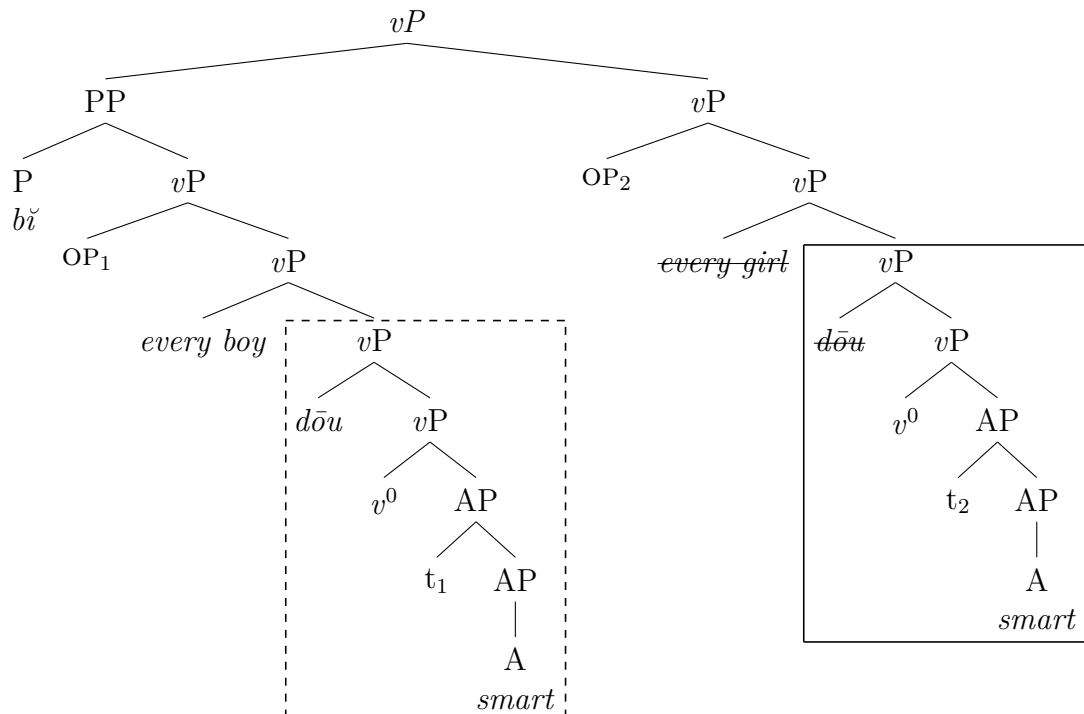 vP
PP vP
P vP OP₂ vP
bǐ
OP₁ vP every girl vP
every boy vP dōu vP
dōu vP v⁰ AP
v⁰ AP t₂ AP
t₁ AP A
smart
A
smart